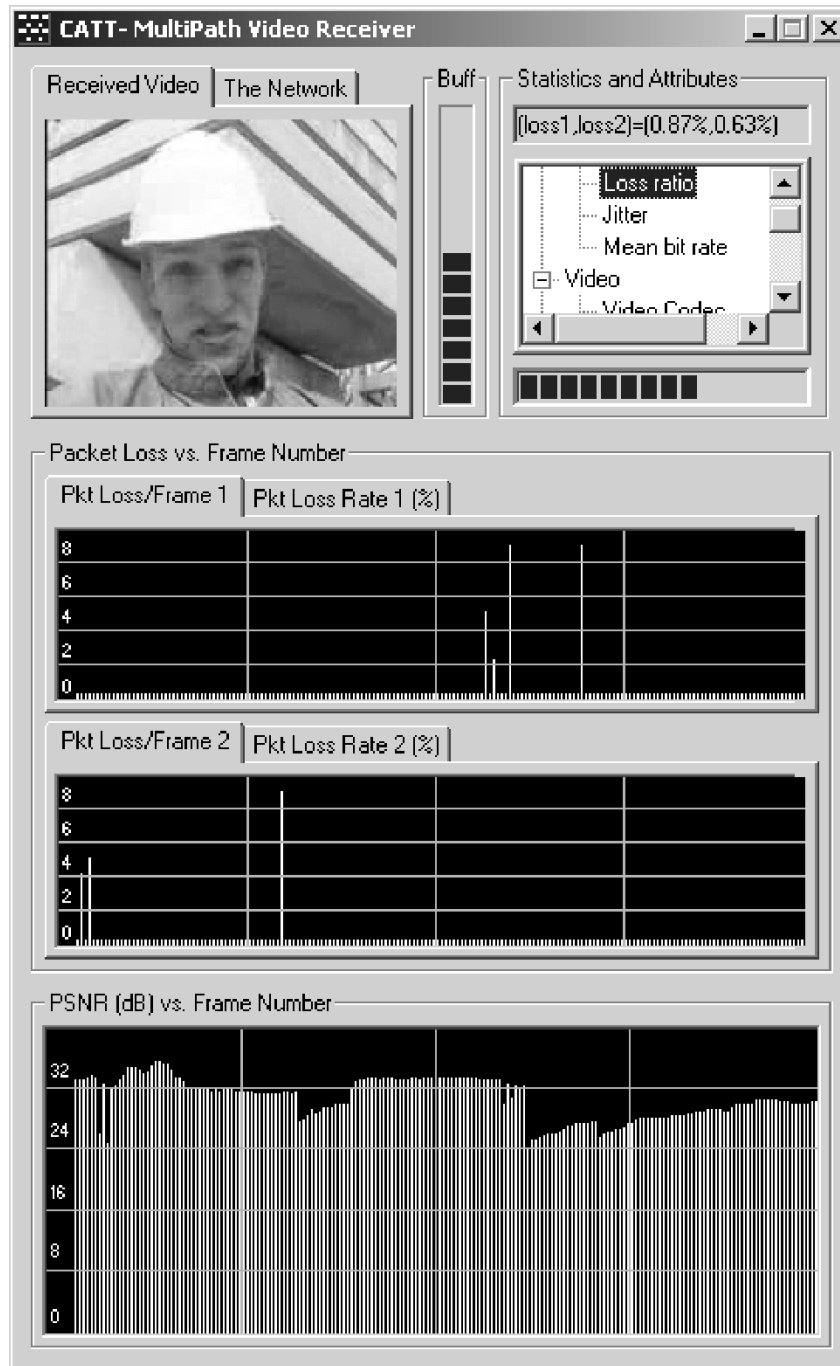 CATT- MultiPath Video Receiver
Received Video
The Network
Buff
Statistics and Attributes
(loss1,loss2)=(0.87%,0.63%)
Loss ratio
Jitter
Mean bit rate
Video
Video Codec
Packet Loss vs. Frame Number
Pkt Loss/Frame 1
Pkt Loss Rate 1 (%)
8
6
4
2
0
Pkt Loss/Frame 2
Pkt Loss Rate 2 (%)
8
6
4
2
0
PSNR (dB) vs. Frame Number
32
24
16
8
0